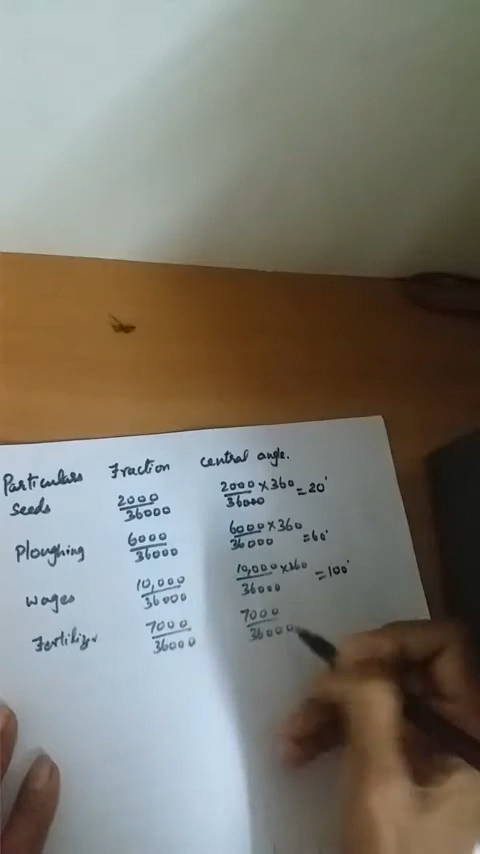 Particulars Fraction central angle.
Seeds 2000/36000 2000/36000 × 360 = 20°
Ploughing 6000/36000 6000/36000 × 360 = 60°
Wages 10,000/36000 10,000/36000 × 360 = 100°
Fertilizr 7000/36000 7000/36000